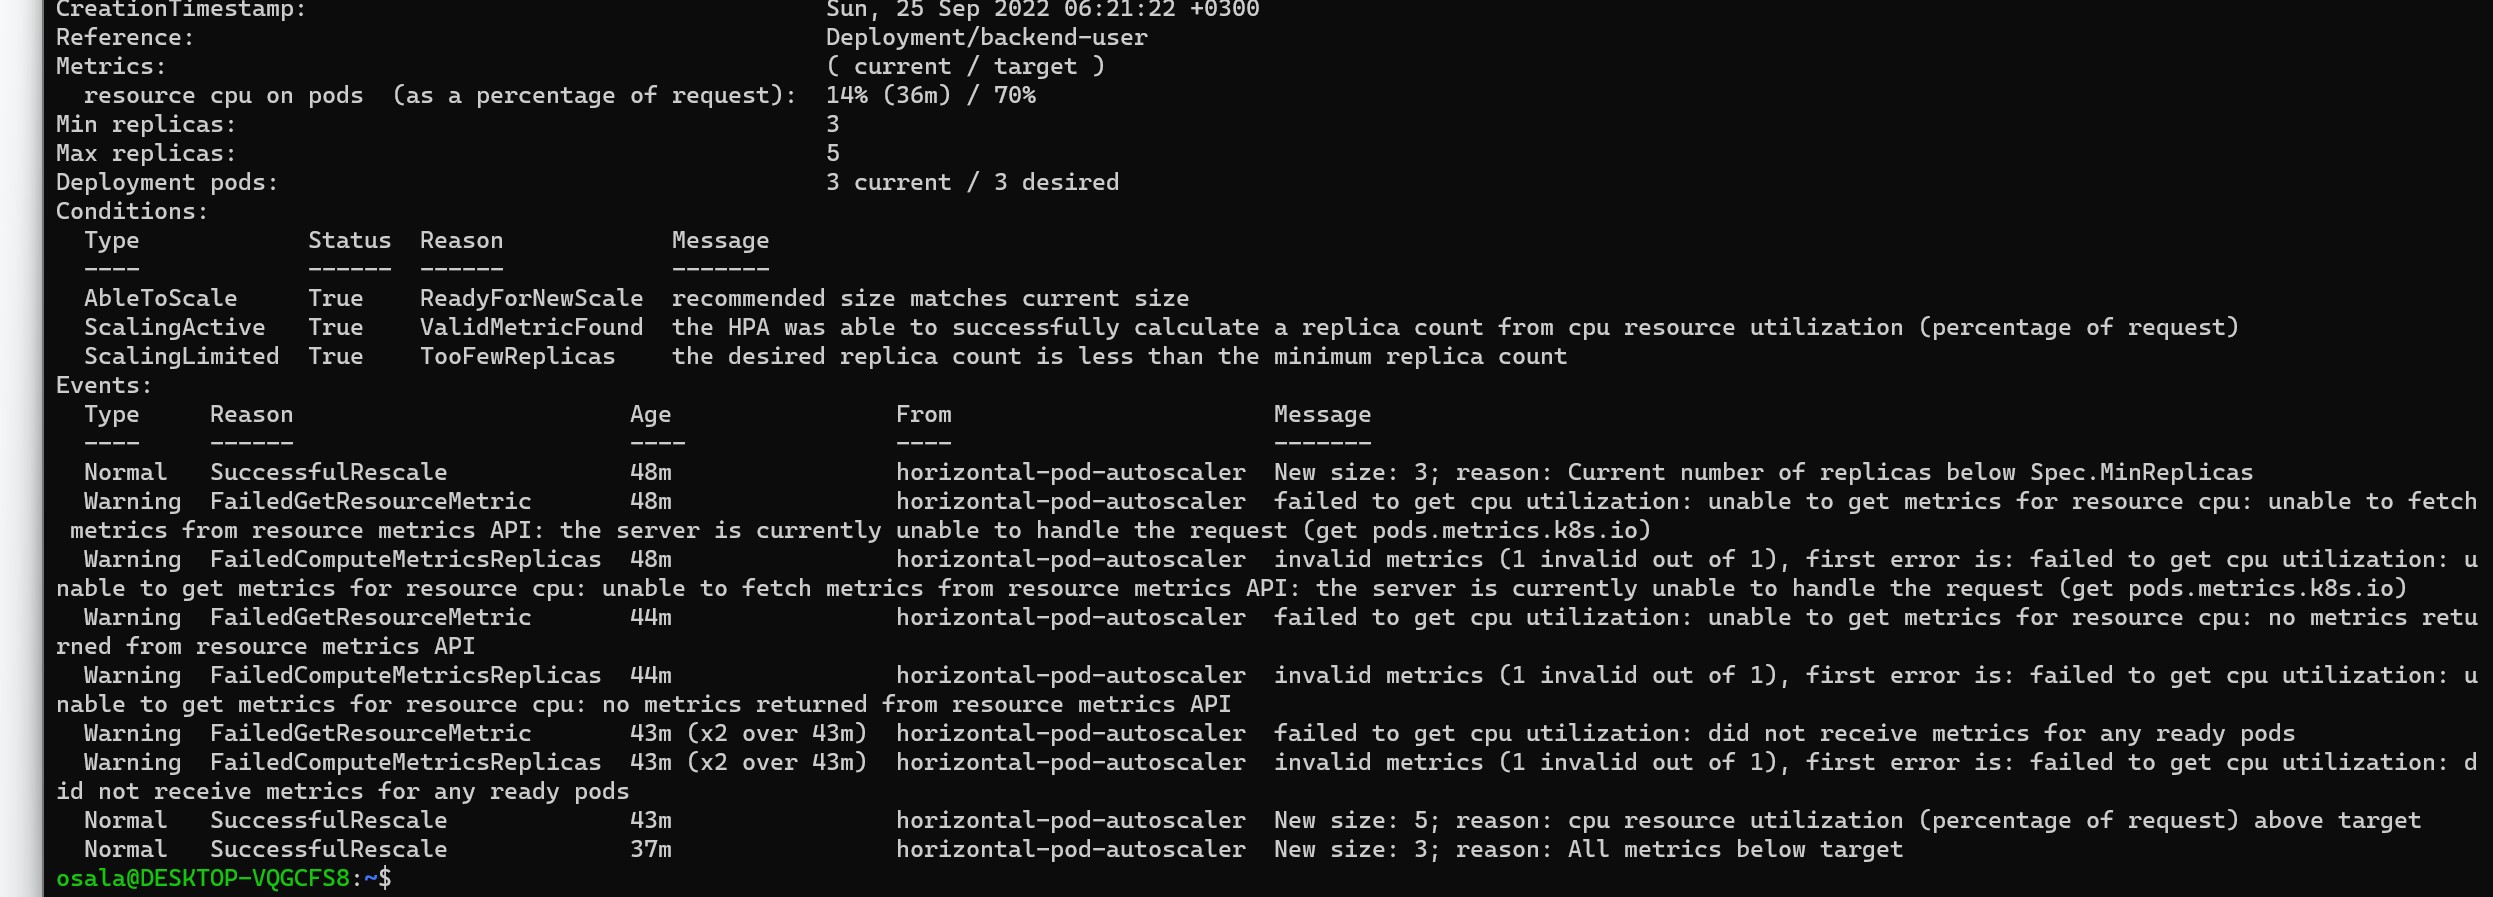 CreationTimestamp:                                     Sun, 25 Sep 2022 06:21:22 +0300
Reference:                                             Deployment/backend-user
Metrics:                                               ( current / target )
  resource cpu on pods  (as a percentage of request):  14% (36m) / 70%
Min replicas:                                          3
Max replicas:                                          5
Deployment pods:                                       3 current / 3 desired
Conditions:
  Type            Status  Reason            Message
  ----            ------  ------            -------
  AbleToScale     True    ReadyForNewScale  recommended size matches current size
  ScalingActive   True    ValidMetricFound  the HPA was able to successfully calculate a replica count from cpu resource utilization (percentage of request)
  ScalingLimited  True    TooFewReplicas    the desired replica count is less than the minimum replica count
Events:
  Type     Reason                        Age                From                       Message
  ----     ------                        ----               ----                       -------
  Normal   SuccessfulRescale             48m                horizontal-pod-autoscaler  New size: 3; reason: Current number of replicas below Spec.MinReplicas
  Warning  FailedGetResourceMetric       48m                horizontal-pod-autoscaler  failed to get cpu utilization: unable to get metrics for resource cpu: unable to fetch
 metrics from resource metrics API: the server is currently unable to handle the request (get pods.metrics.k8s.io)
  Warning  FailedComputeMetricsReplicas  48m                horizontal-pod-autoscaler  invalid metrics (1 invalid out of 1), first error is: failed to get cpu utilization: u
nable to get metrics for resource cpu: unable to fetch metrics from resource metrics API: the server is currently unable to handle the request (get pods.metrics.k8s.io)
  Warning  FailedGetResourceMetric       44m                horizontal-pod-autoscaler  failed to get cpu utilization: unable to get metrics for resource cpu: no metrics retu
rned from resource metrics API
  Warning  FailedComputeMetricsReplicas  44m                horizontal-pod-autoscaler  invalid metrics (1 invalid out of 1), first error is: failed to get cpu utilization: u
nable to get metrics for resource cpu: no metrics returned from resource metrics API
  Warning  FailedGetResourceMetric       43m (x2 over 43m)  horizontal-pod-autoscaler  failed to get cpu utilization: did not receive metrics for any ready pods
  Warning  FailedComputeMetricsReplicas  43m (x2 over 43m)  horizontal-pod-autoscaler  invalid metrics (1 invalid out of 1), first error is: failed to get cpu utilization: d
id not receive metrics for any ready pods
  Normal   SuccessfulRescale             43m                horizontal-pod-autoscaler  New size: 5; reason: cpu resource utilization (percentage of request) above target
  Normal   SuccessfulRescale             37m                horizontal-pod-autoscaler  New size: 3; reason: All metrics below target
osala@DESKTOP-VQGCFS8:~$